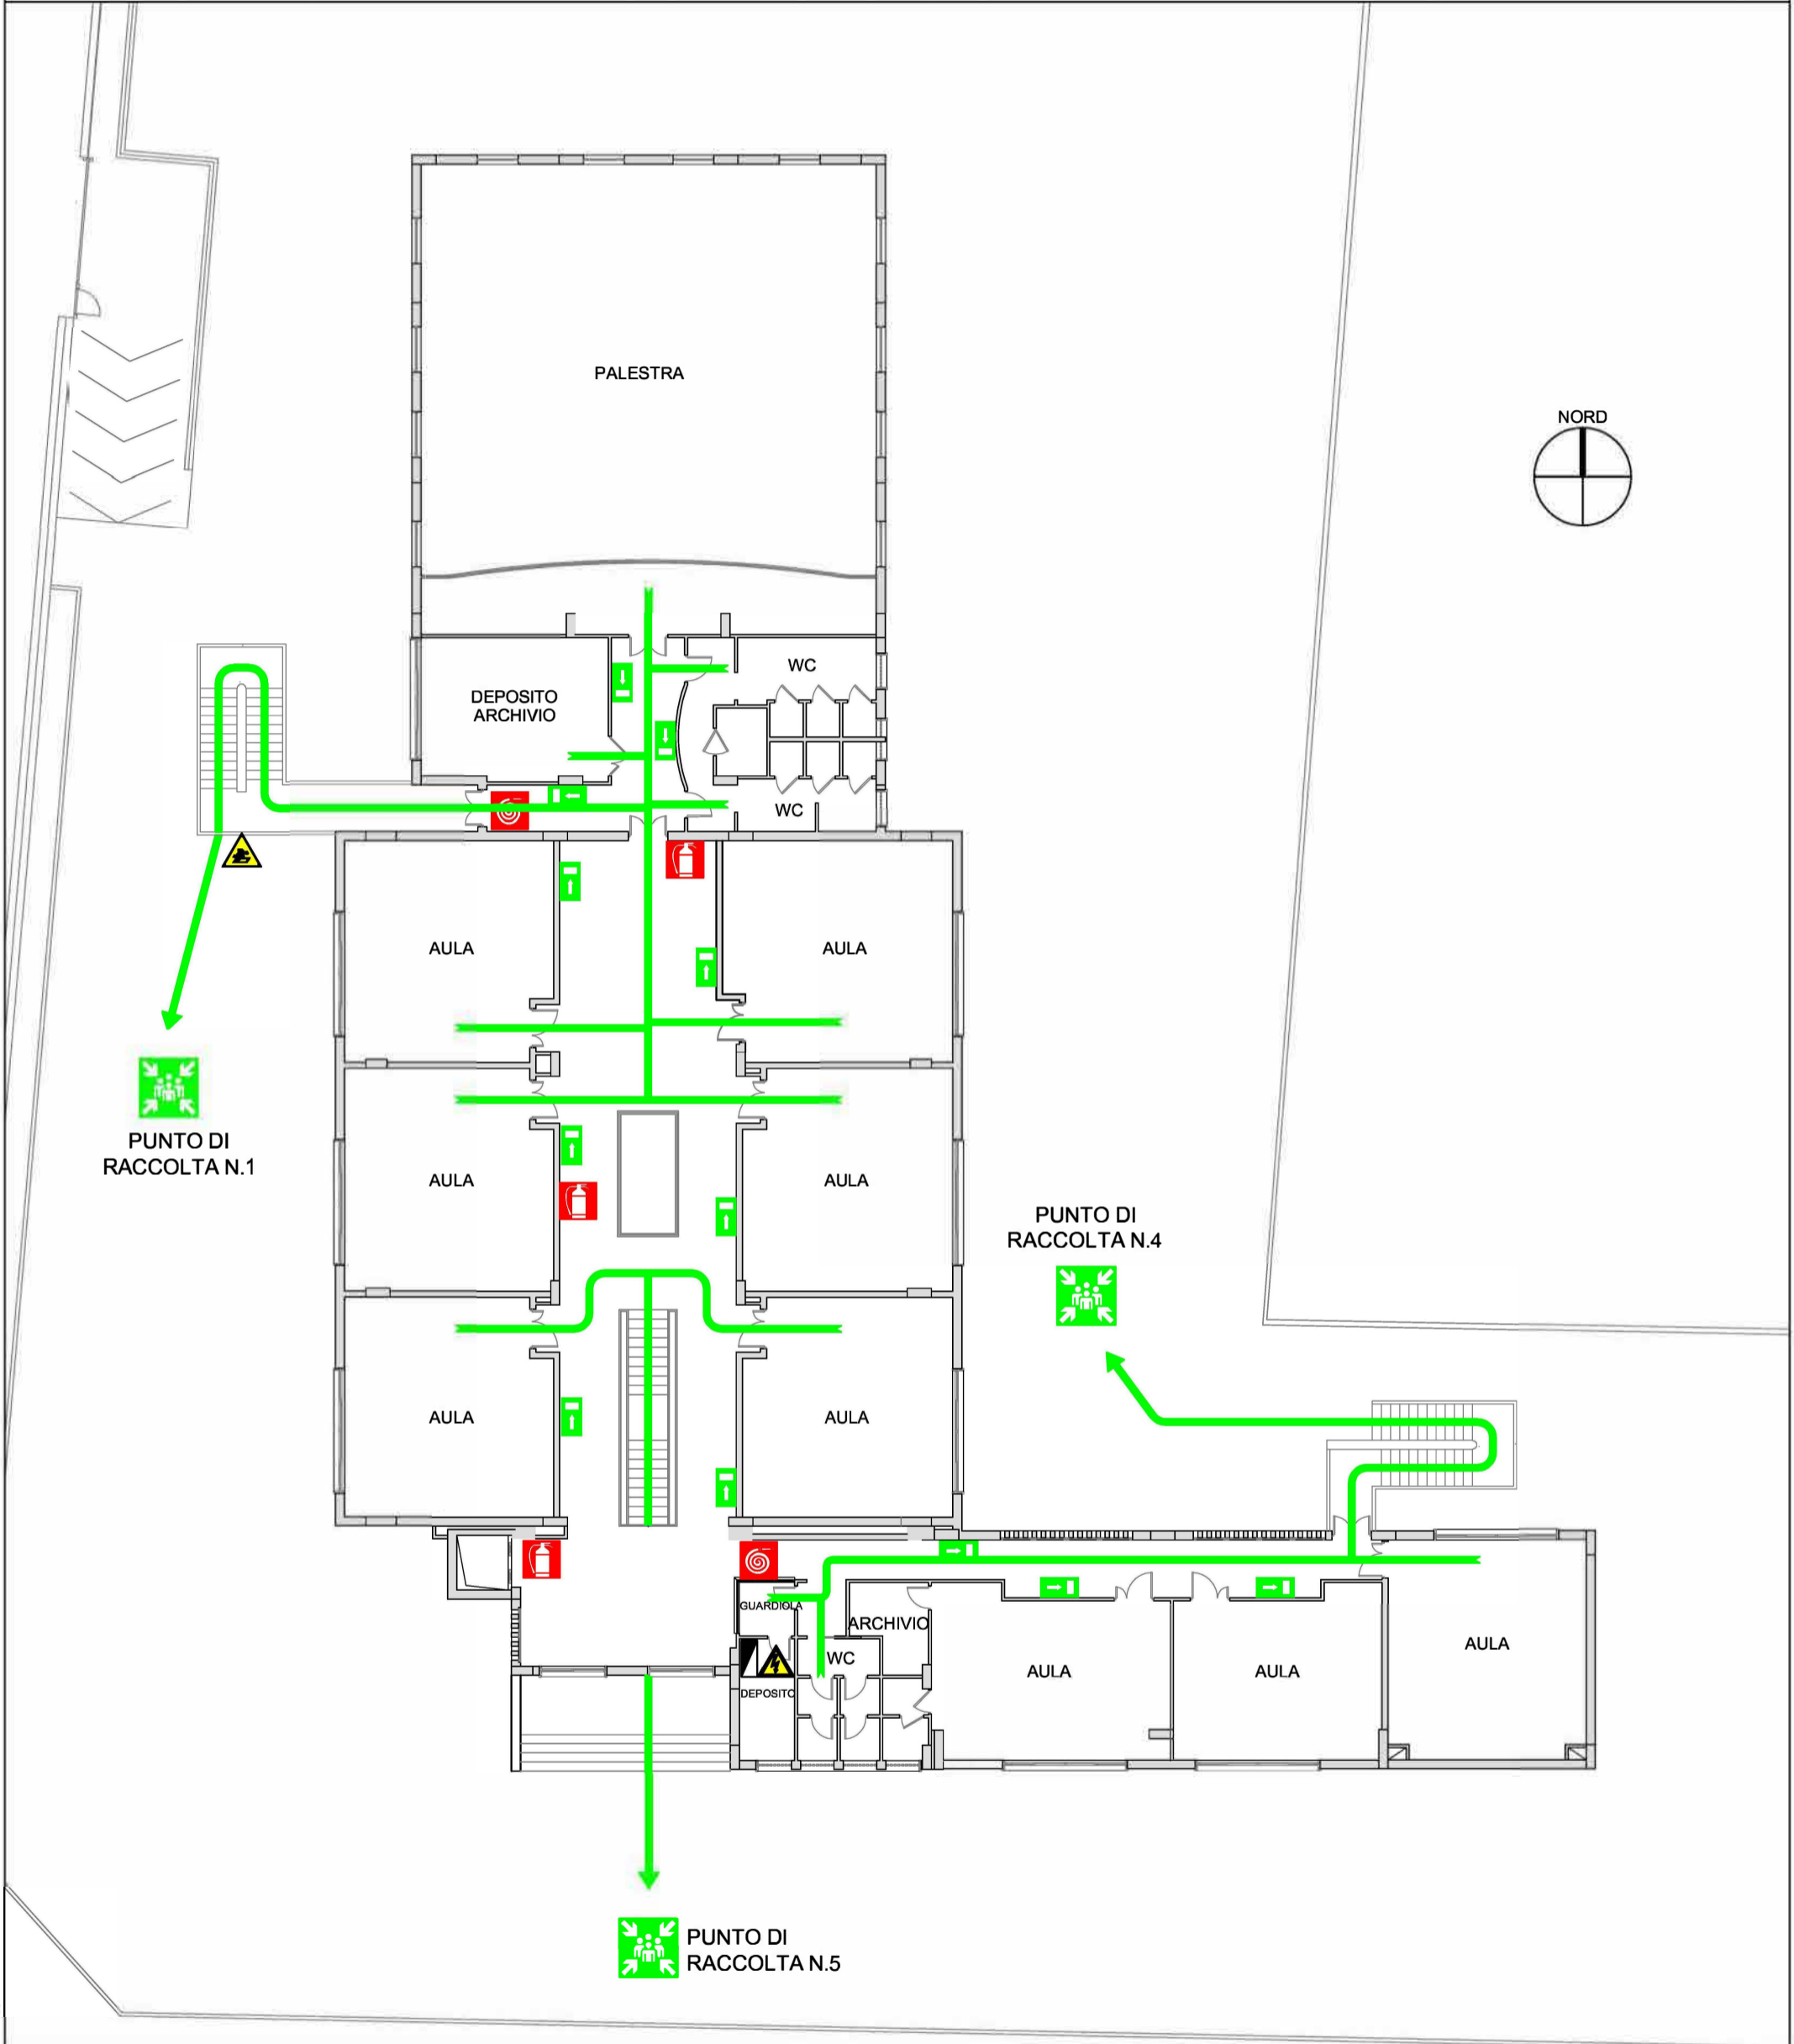 PALESTRA
NORD
WC
DEPOSITO
ARCHIVIO
WC
AULA
AULA
PUNTO DI
RACCOLTA N.1
AULA
AULA
PUNTO DI
RACCOLTA N.4
AULA
AULA
GUARDIOLA
ARCHIVIO
WC
DEPOSITO
AULA
AULA
AULA
PUNTO DI
RACCOLTA N.5